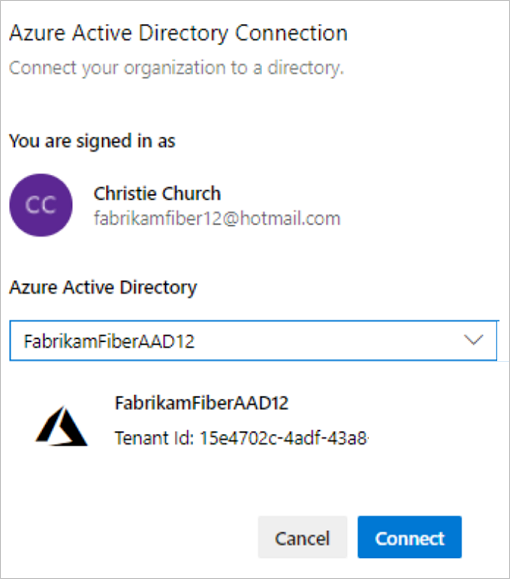 Azure Active Directory Connection
Connect your organization to a directory.
You are signed in as
CC
Christie Church
fabrikamfiber12@hotmail.com
Azure Active Directory
FabrikamFiberAAD12
FabrikamFiberAAD12
Tenant Id: 15e4702c-4adf-43a8
Cancel
Connect